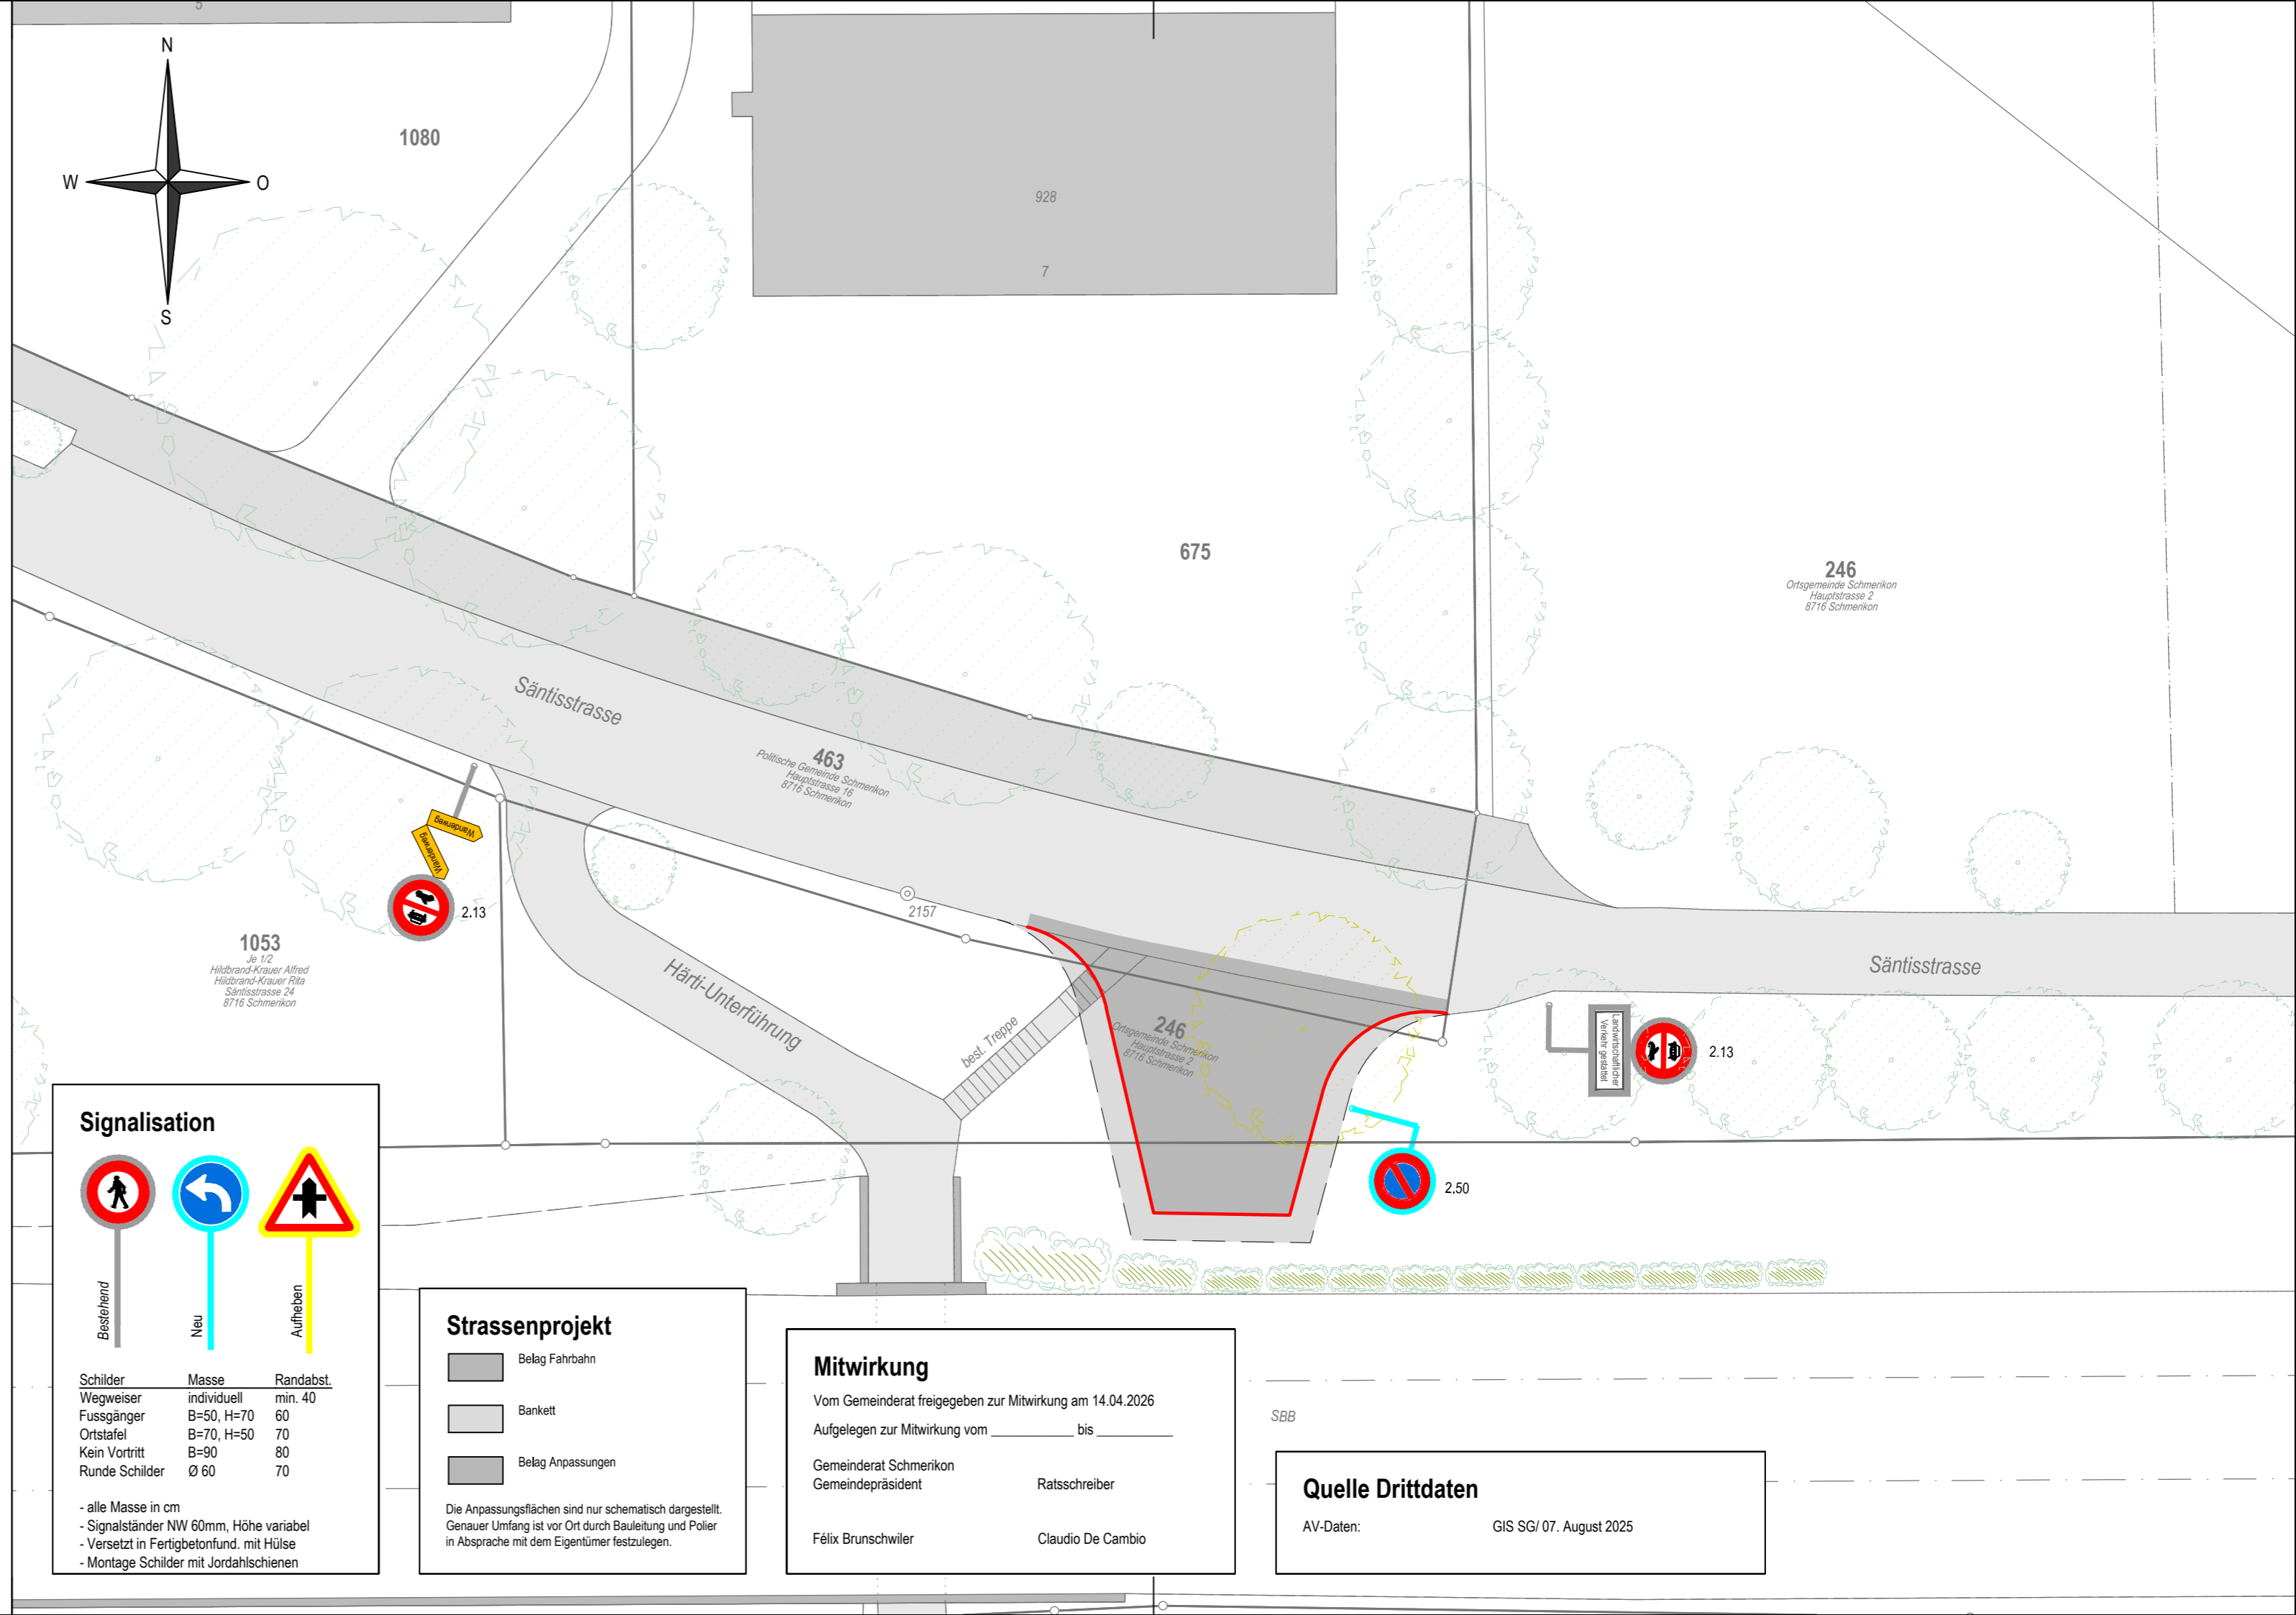 5
N
W
O
S
1080
928
7
675
246
Ortsgemeinde Schmerikon
Hauptstrasse 2
8716 Schmerikon
Säntisstrasse
463
Politische Gemeinde Schmerikon
Hauptstrasse 16
8716 Schmerikon
Wanderweg
Wanderweg
2.13
2157
1053
Je 1/2
Hildbrand-Krauer Alfred
Hildbrand-Krauer Rita
Säntisstrasse 24
8716 Schmerikon
Härti-Unterführung
best. Treppe
246
Ortsgemeinde Schmerikon
Hauptstrasse 2
8716 Schmerikon
Säntisstrasse
Landwirtschaftlicher
Verkehr gestattet
2.13
2.50
Signalisation
Bestehend
Neu
Aufheben
Schilder Masse Randabst.
Wegweiser individuell min. 40
Fussgänger B=50, H=70 60
Ortstafel B=70, H=50 70
Kein Vortritt B=90 80
Runde Schilder Ø 60 70
- alle Masse in cm
- Signalständer NW 60mm, Höhe variabel
- Versetzt in Fertigbetonfund. mit Hülse
- Montage Schilder mit Jordahlschienen
Strassenprojekt
Belag Fahrbahn
Bankett
Belag Anpassungen
Die Anpassungsflächen sind nur schematisch dargestellt.
Genauer Umfang ist vor Ort durch Bauleitung und Polier
in Absprache mit dem Eigentümer festzulegen.
Mitwirkung
Vom Gemeinderat freigegeben zur Mitwirkung am 14.04.2026
Aufgelegen zur Mitwirkung vom ___________ bis __________
Gemeinderat Schmerikon
Gemeindepräsident Ratsschreiber
Félix Brunschwiler Claudio De Cambio
SBB
Quelle Drittdaten
AV-Daten: GIS SG/ 07. August 2025